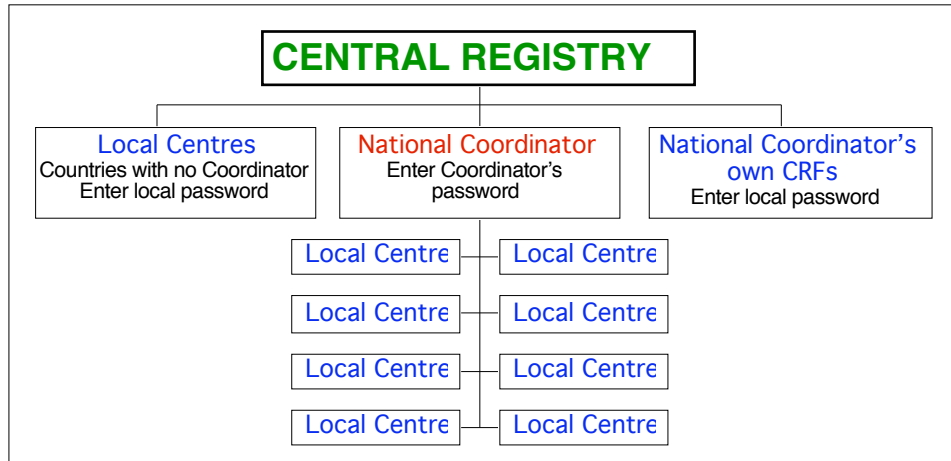 CENTRAL REGISTRY
Local Centres
Countries with no Coordinator
Enter local password
National Coordinator
Enter Coordinator's
password
National Coordinator's
own CRFs
Enter local password
Local Centre
Local Centre
Local Centre
Local Centre
Local Centre
Local Centre
Local Centre
Local Centre